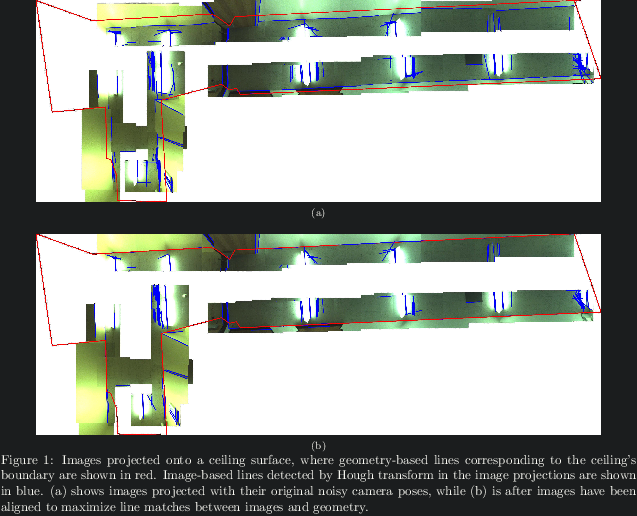 (a)
(b)
Figure 1: Images projected onto a ceiling surface, where geometry-based lines corresponding to the ceiling's
boundary are shown in red. Image-based lines detected by Hough transform in the image projections are shown
in blue. (a) shows images projected with their original noisy camera poses, while (b) is after images have been
aligned to maximize line matches between images and geometry.